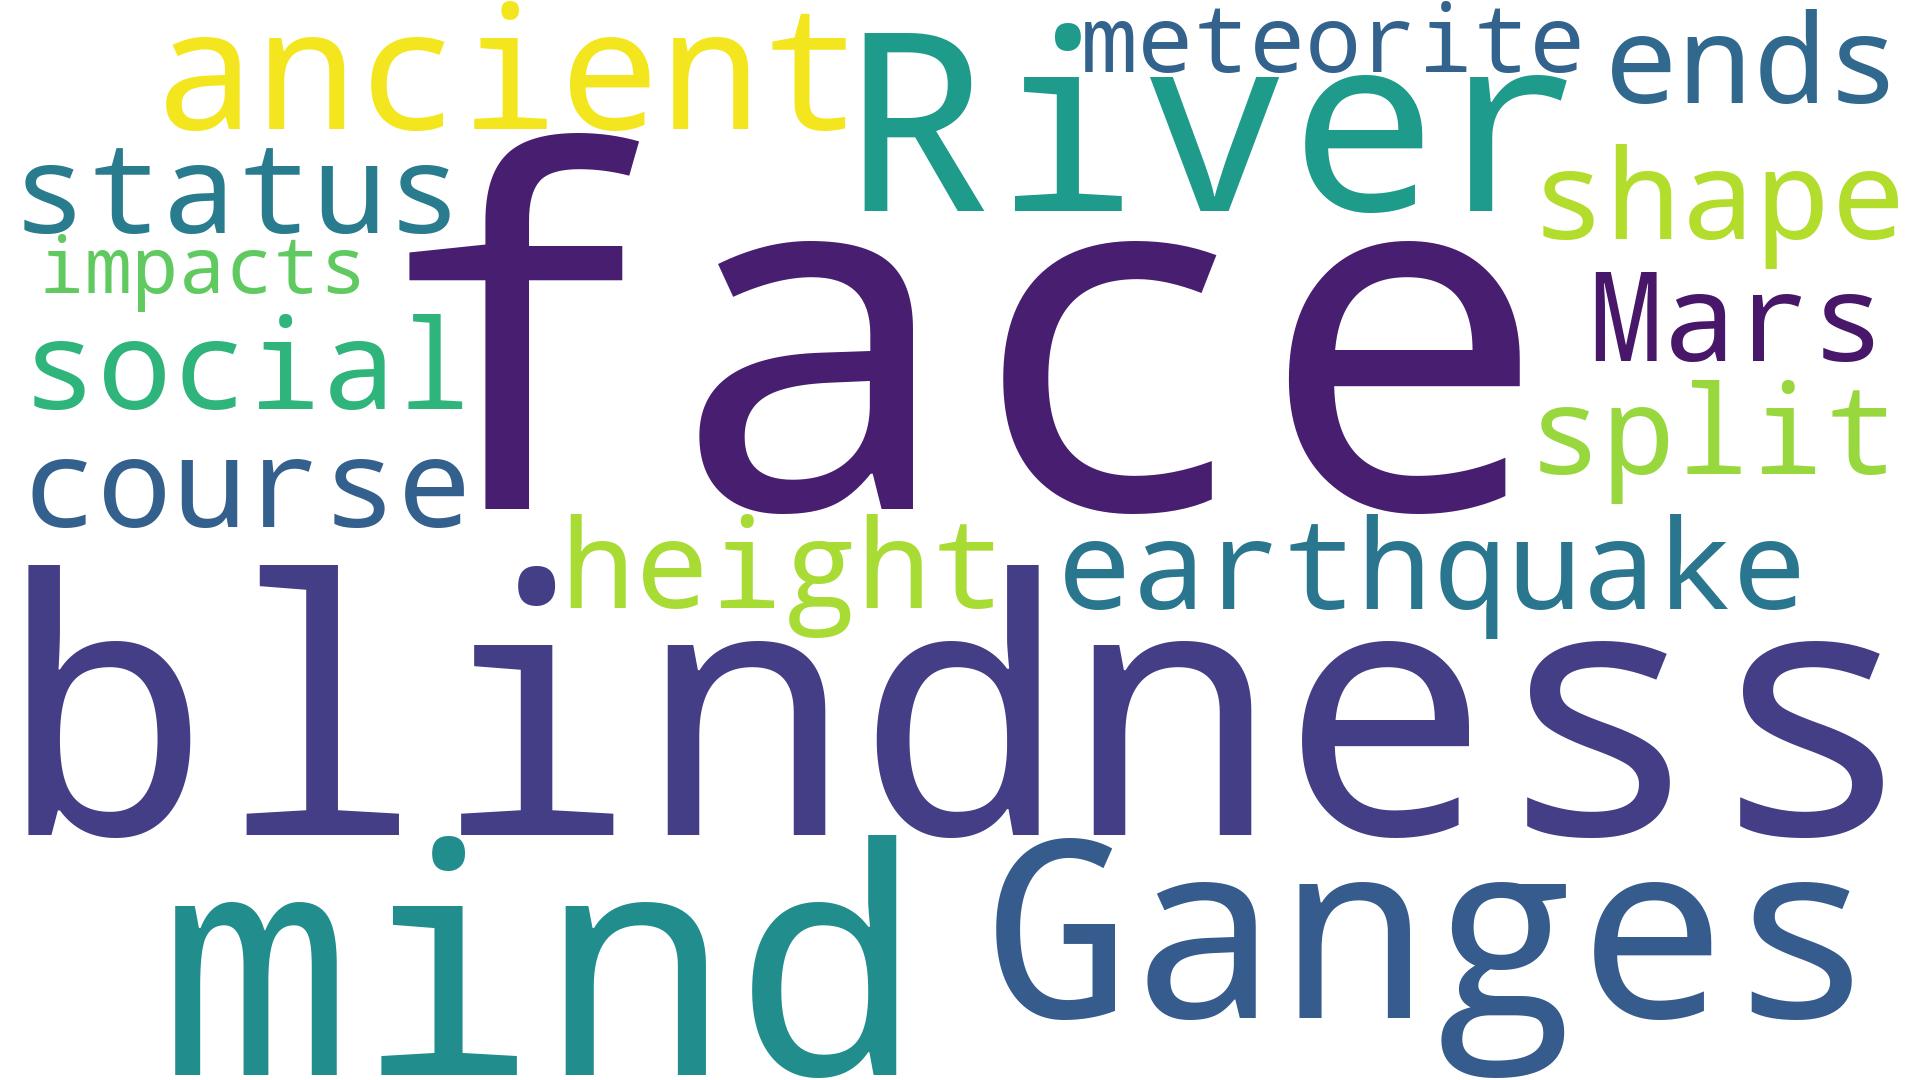 ancient River meteorite ends
status face shape
impacts Mars
social split
course height earthquake
blindness
mind Ganges